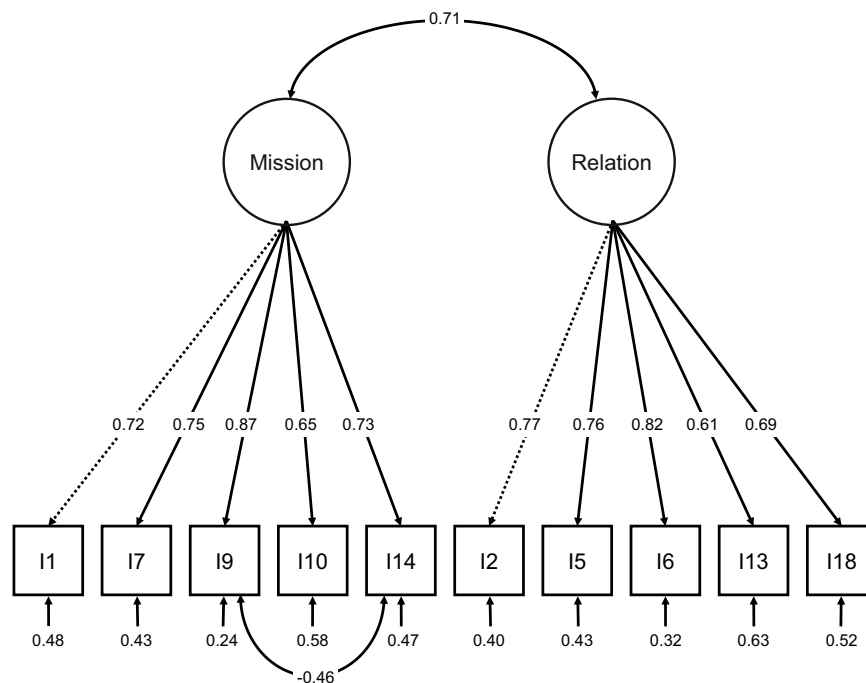 0.71
Mission Relation
0.72 0.75 0.87 0.65 0.73 0.77 0.76 0.82 0.61 0.69
I1 I7 I9 I10 I14 I2 I5 I6 I13 I18
0.48 0.43 0.24 0.58 0.47 0.40 0.43 0.32 0.63 0.52
-0.46